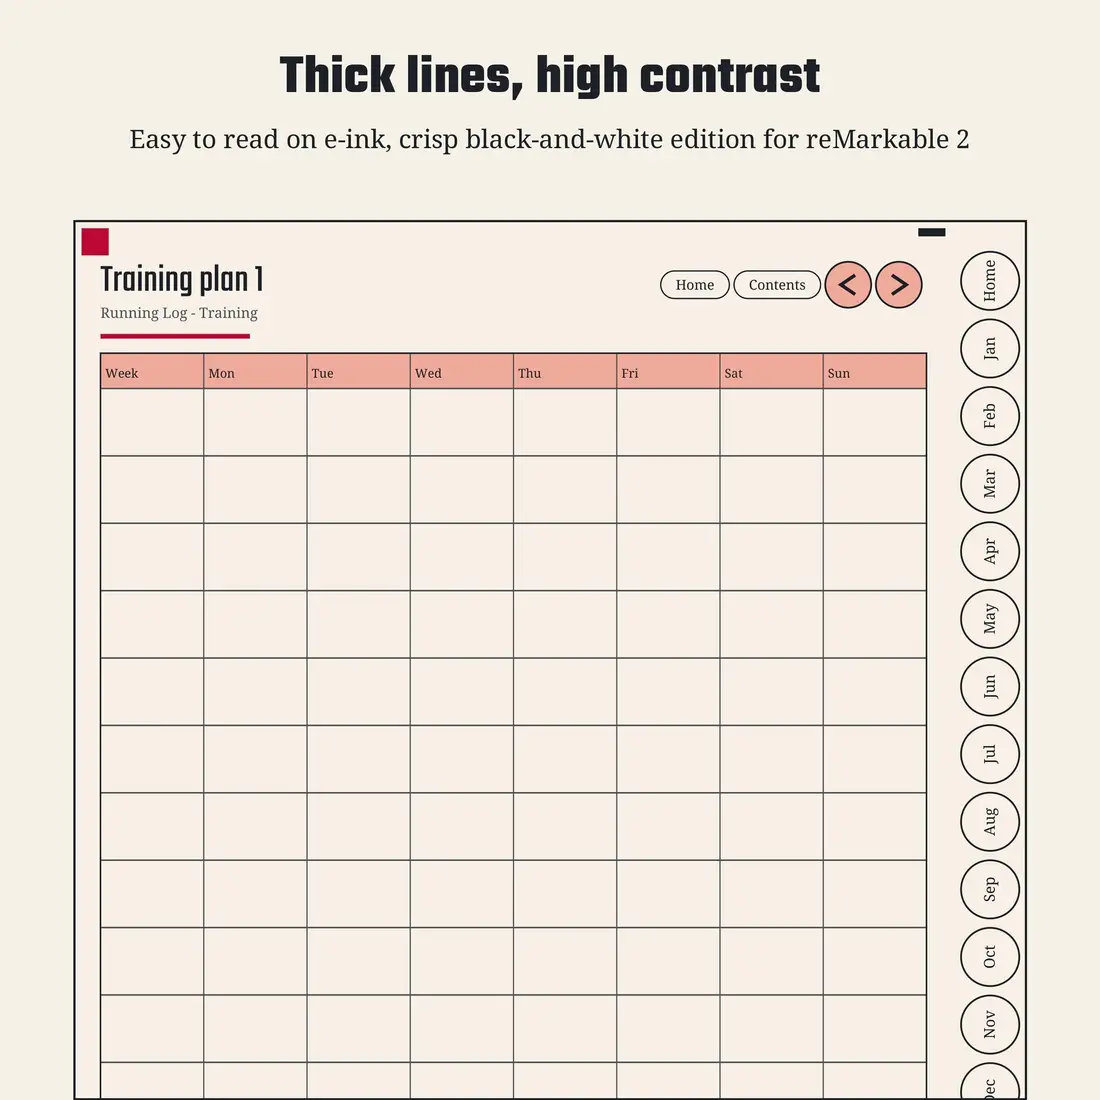 Thick lines, high contrast
Easy to read on e-ink, crisp black-and-white edition for reMarkable 2
Training plan 1
Running Log - Training
Home
Contents
Week Mon Tue Wed Thu Fri Sat Sun
Home
Jan
Feb
Mar
Apr
May
Jun
Jul
Aug
Sep
Oct
Nov
Dec